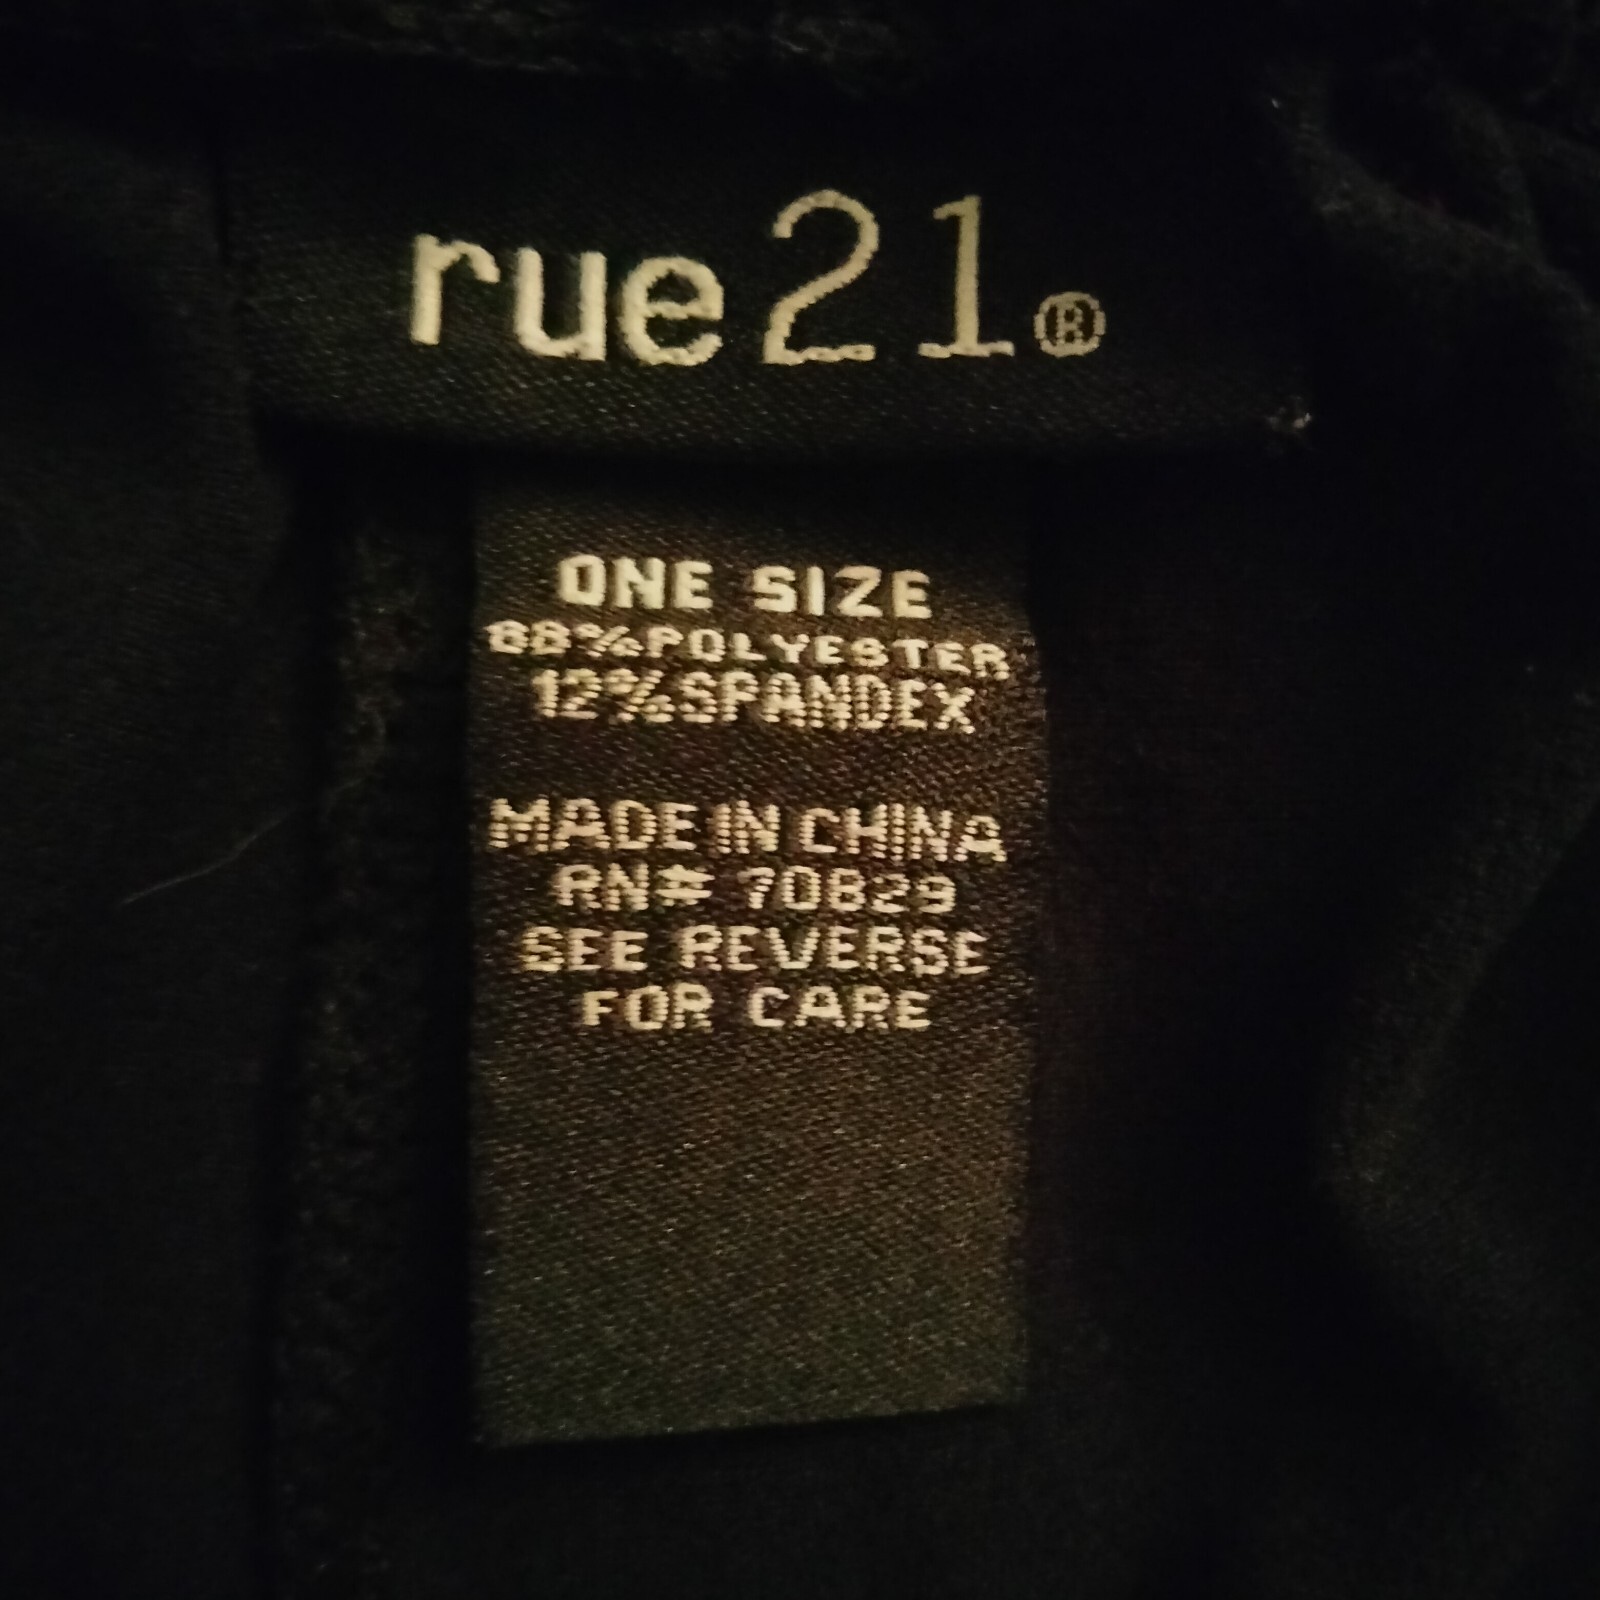 rue21®
ONE SIZE
88%POLYESTER
12%SPANDEX
MADE IN CHINA
RN# 70829
SEE REVERSE
FOR CARE